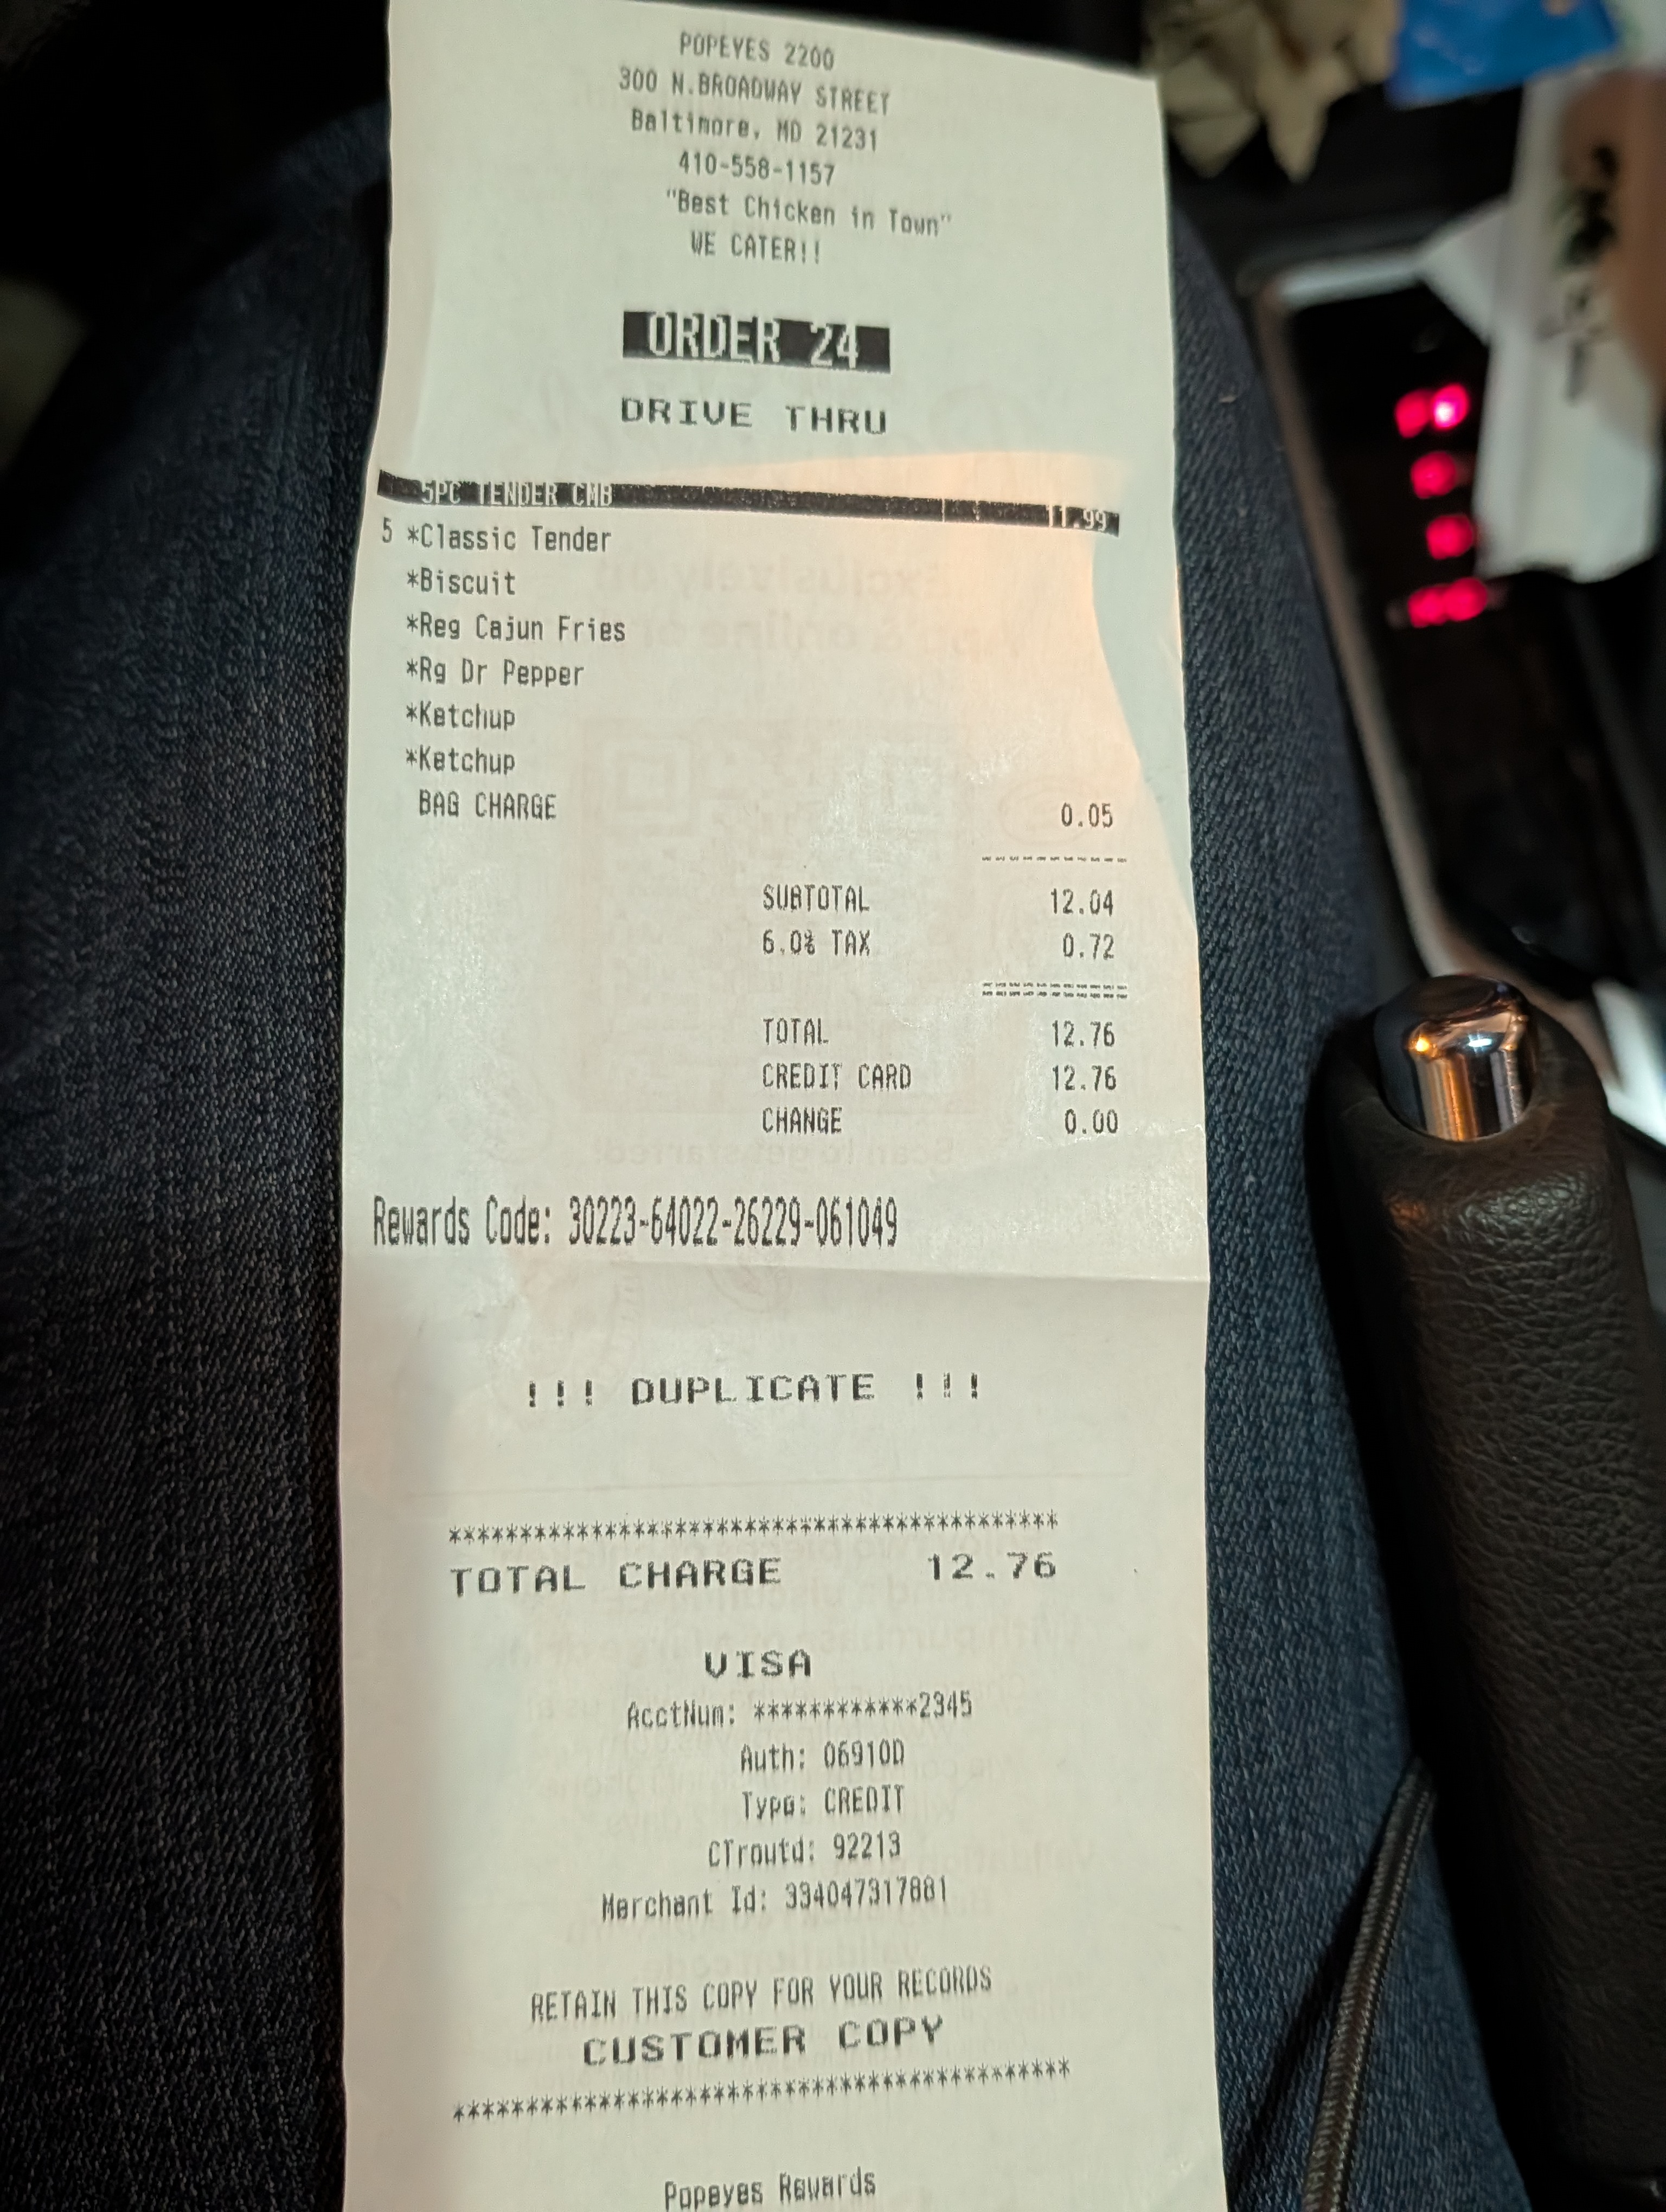 POPEYES 2200
300 N.BROADWAY STREET
Baltimore, MD 21231
410-558-1157
"Best Chicken in Town"
WE CATER!!
ORDER 24
DRIVE THRU
5PC TENDER CMB 11.99
5 *Classic Tender
*Biscuit
*Reg Cajun Fries
*Rg Dr Pepper
*Ketchup
*Ketchup
BAG CHARGE 0.05
SUBTOTAL 12.04
6.0% TAX 0.72
TOTAL 12.76
CREDIT CARD 12.76
CHANGE 0.00
Rewards Code: 30223-64022-26229-061049
!!! DUPLICATE !!!
******************************************
TOTAL CHARGE 12.76
VISA
AcctNum: ************2345
Auth: 06910D
Type: CREDIT
CTroutd: 92213
Merchant Id: 334047317881
RETAIN THIS COPY FOR YOUR RECORDS
CUSTOMER COPY
******************************************
Popeyes Rewards